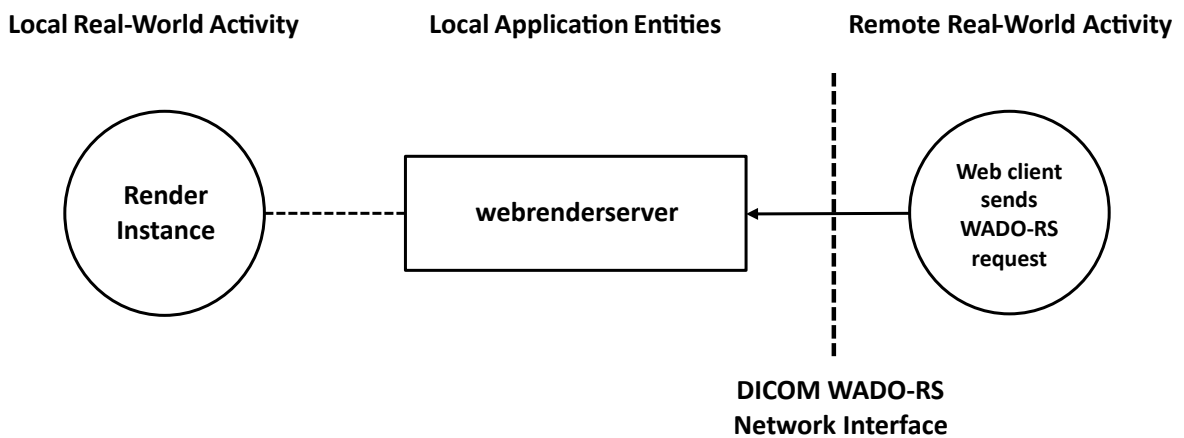 Local Real-World Activity
Local Application Entities
Remote Real-World Activity
Render
Instance
webrenderserver
Web client
sends
WADO-RS
request
DICOM WADO-RS
Network Interface